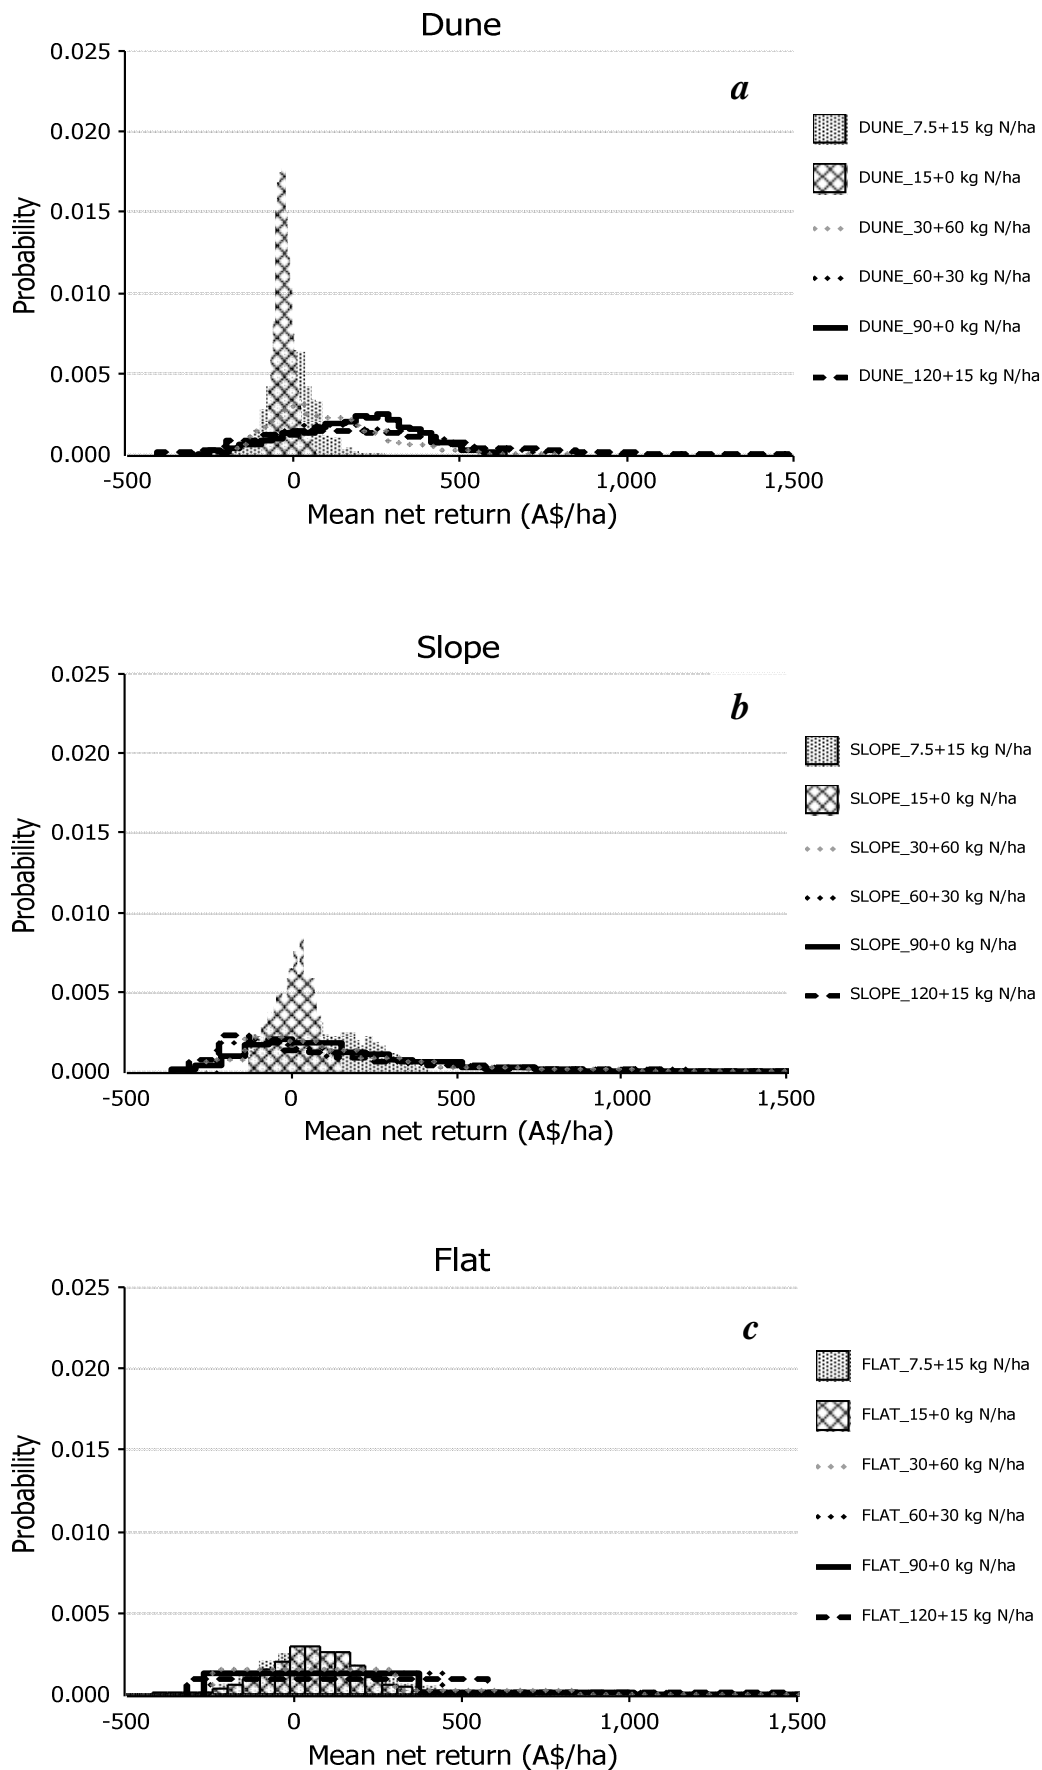 Dune
a
0.025
0.020
0.015
0.010
0.005
0.000
Probability
-500 0 500 1,000 1,500
Mean net return (A$/ha)
DUNE_7.5+15 kg N/ha
DUNE_15+0 kg N/ha
DUNE_30+60 kg N/ha
DUNE_60+30 kg N/ha
DUNE_90+0 kg N/ha
DUNE_120+15 kg N/ha
Slope
b
0.025
0.020
0.015
0.010
0.005
0.000
Probability
-500 0 500 1,000 1,500
Mean net return (A$/ha)
SLOPE_7.5+15 kg N/ha
SLOPE_15+0 kg N/ha
SLOPE_30+60 kg N/ha
SLOPE_60+30 kg N/ha
SLOPE_90+0 kg N/ha
SLOPE_120+15 kg N/ha
Flat
c
0.025
0.020
0.015
0.010
0.005
0.000
Probability
-500 0 500 1,000 1,500
Mean net return (A$/ha)
FLAT_7.5+15 kg N/ha
FLAT_15+0 kg N/ha
FLAT_30+60 kg N/ha
FLAT_60+30 kg N/ha
FLAT_90+0 kg N/ha
FLAT_120+15 kg N/ha